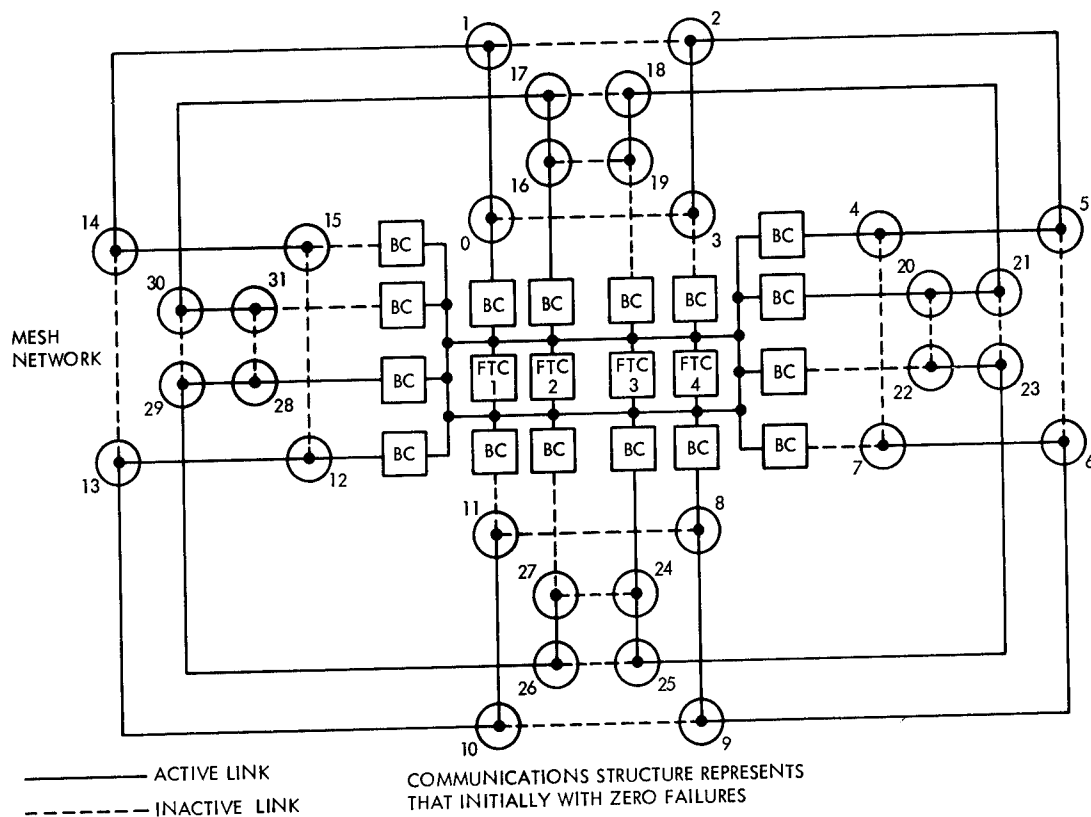 1
2
17
18
16
19
14
15
BC
0
3
BC
4
5
30
31
BC
BC
BC
BC
BC
BC
20
21
MESH
NETWORK
FTC
1
FTC
2
FTC
3
FTC
4
29
28
BC
BC
22
23
13
12
BC
BC
BC
BC
BC
BC
7
6
11
8
27
24
26
25
10
9
ACTIVE LINK
INACTIVE LINK
COMMUNICATIONS STRUCTURE REPRESENTS
THAT INITIALLY WITH ZERO FAILURES